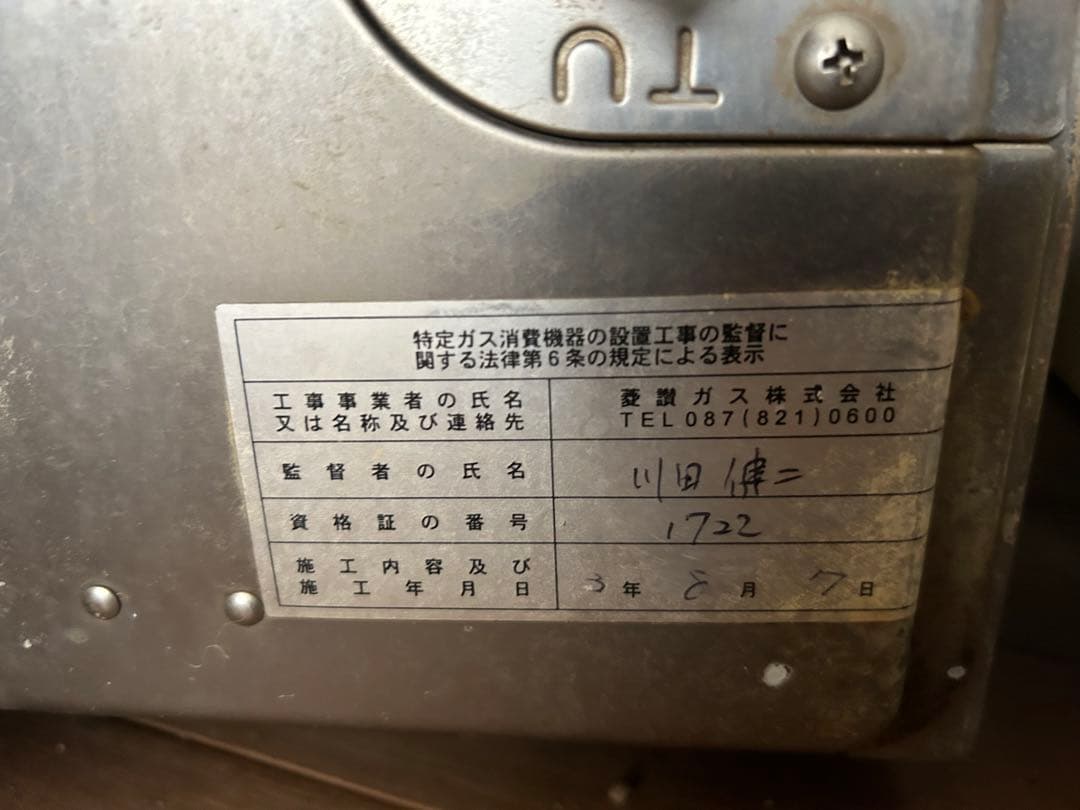 TU
特定ガス消費機器の設置工事の監督に
関する法律第6条の規定による表示
工事事業者の氏名
又は名称及び連絡先
菱讃ガス株式会社
TEL087(821)0600
監督者の氏名
川田健二
資格証の番号
1722
施工内容及び
施工年月日
3年8月7日